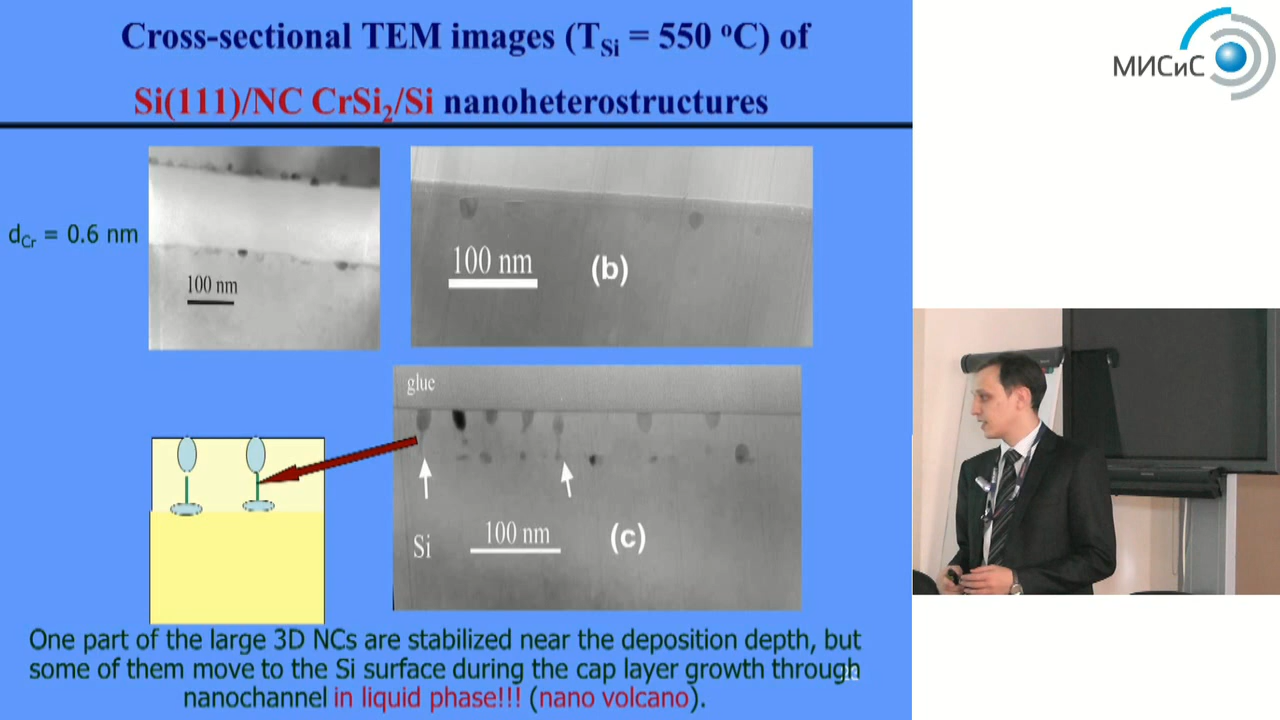 Cross-sectional TEM images (T_Si = 550 °C) of
Si(111)/NC CrSi₂/Si nanoheterostructures
МИСиС
d_Cr = 0.6 nm
100 nm
100 nm
(b)
glue
Si
100 nm
(c)
One part of the large 3D NCs are stabilized near the deposition depth, but
some of them move to the Si surface during the cap layer growth through
nanochannel in liquid phase!!! (nano volcano).